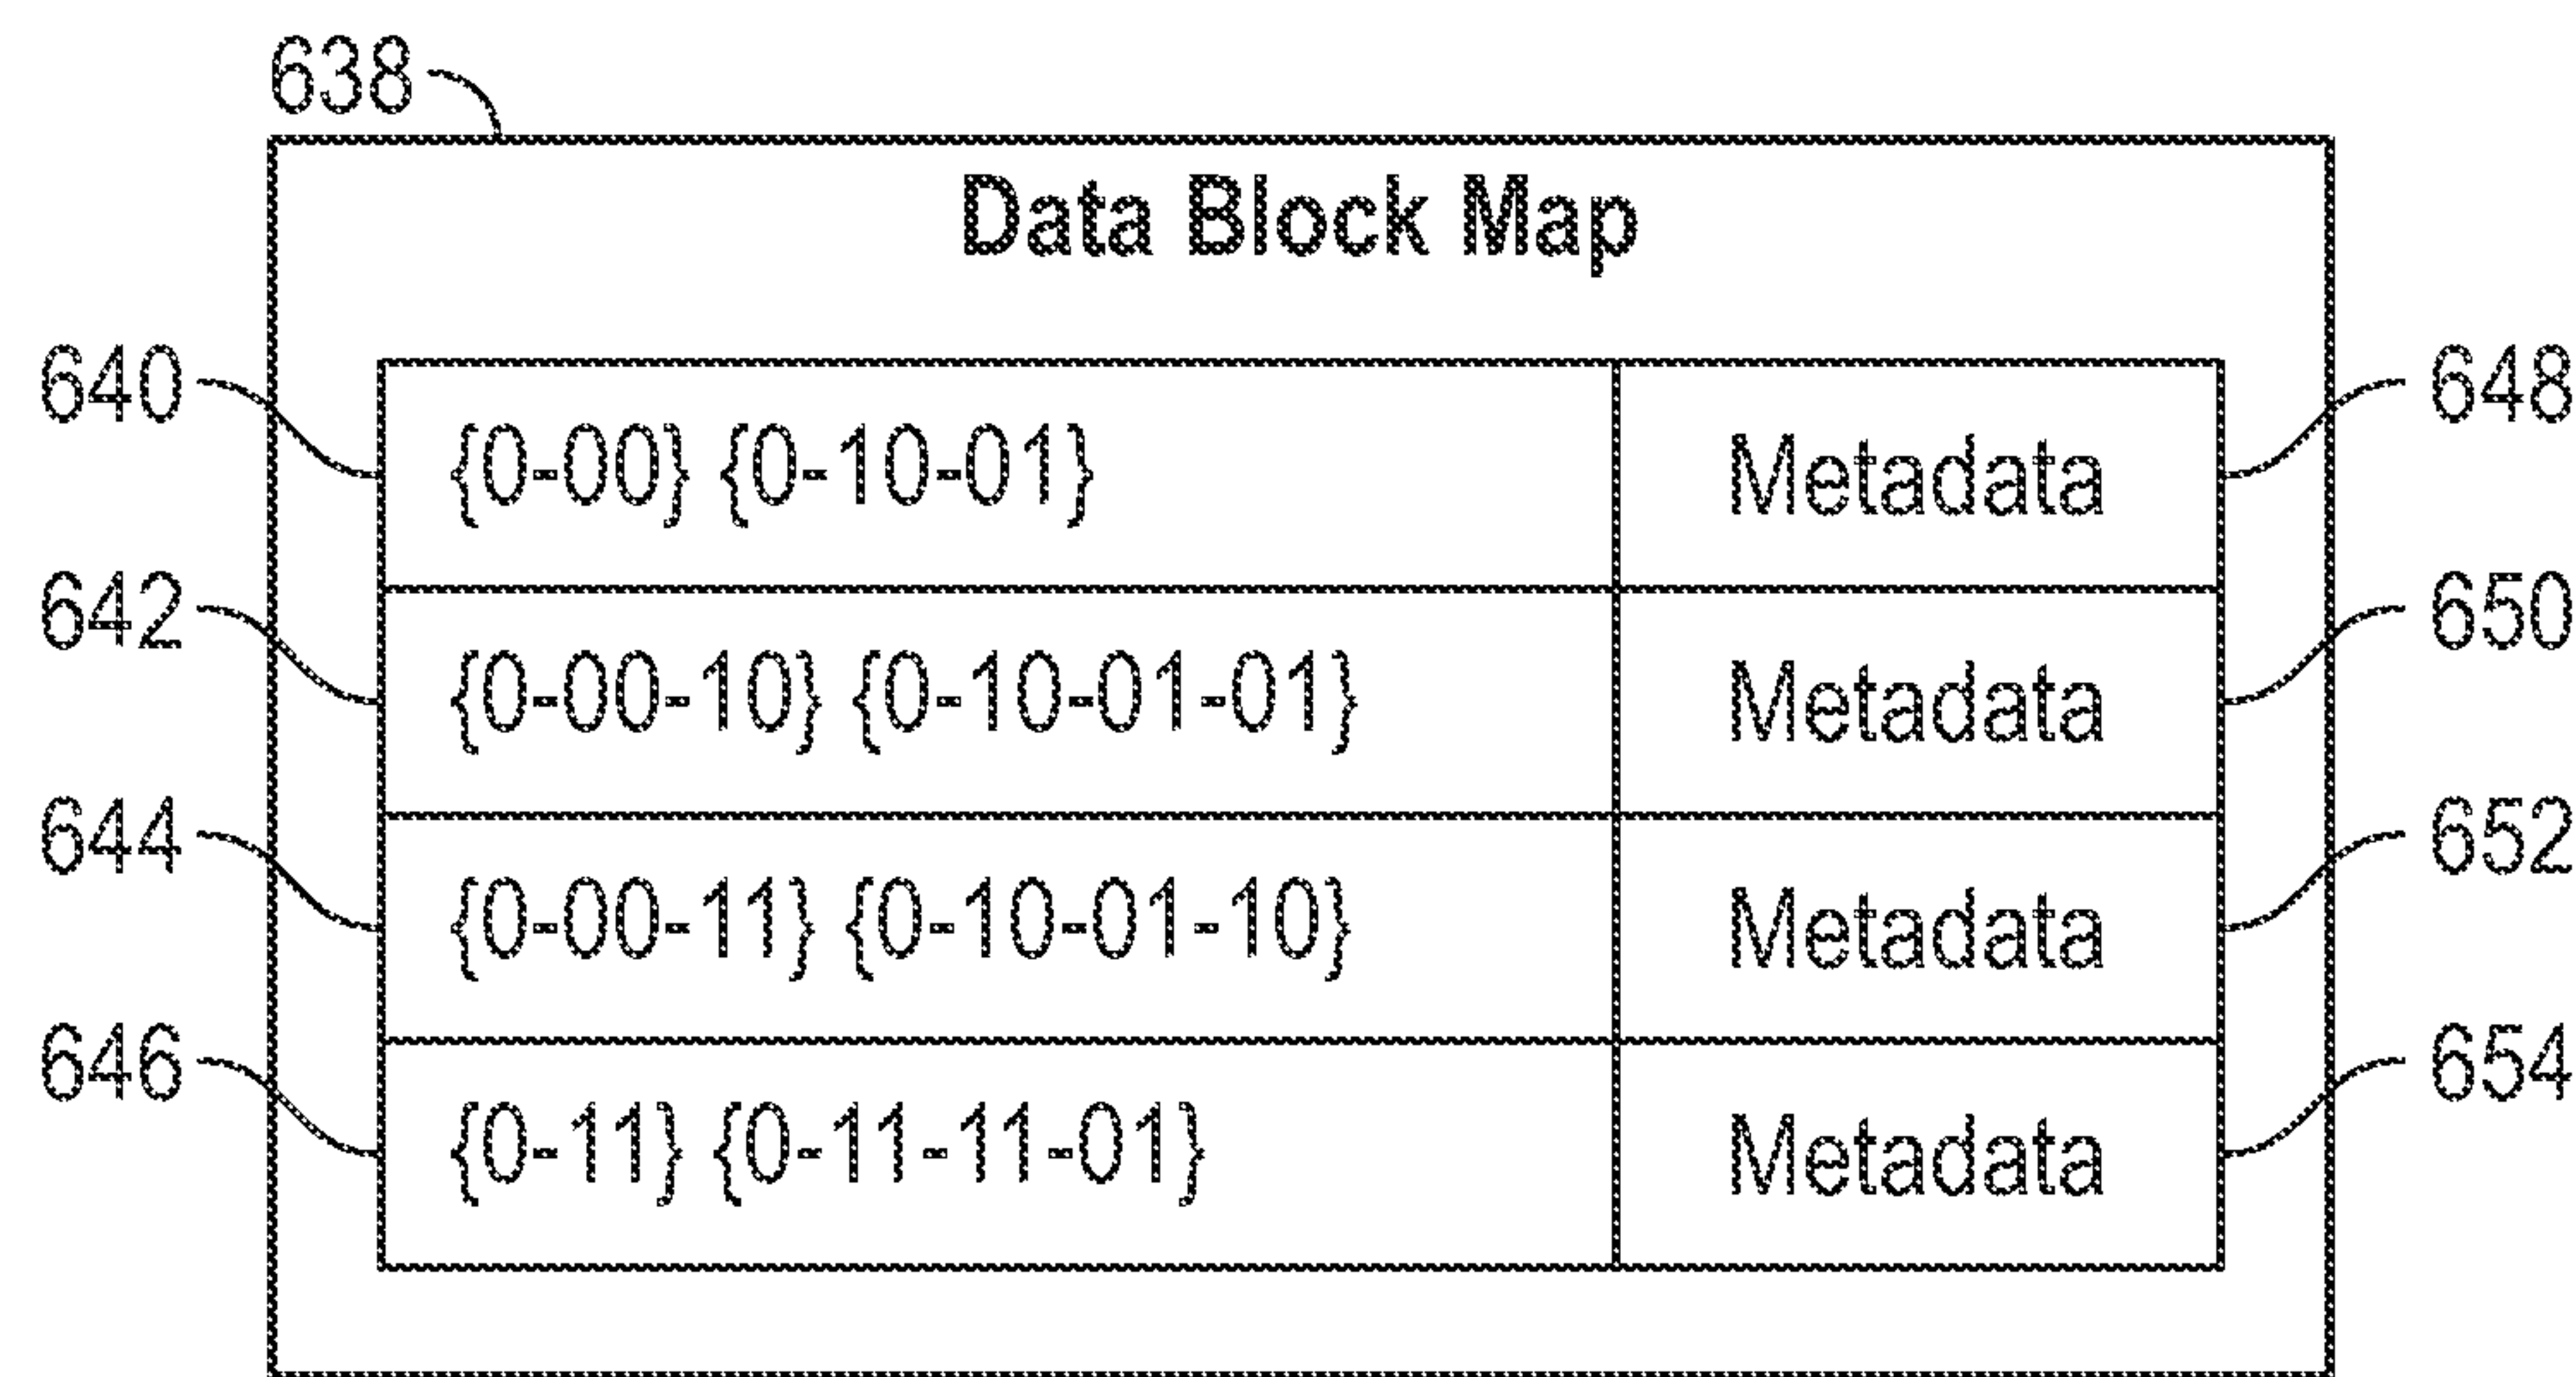 638
Data Block Map
640 {0-00} {0-10-01} Metadata 648
642 {0-00-10} {0-10-01-01} Metadata 650
644 {0-00-11} {0-10-01-10} Metadata 652
646 {0-11} {0-11-11-01} Metadata 654